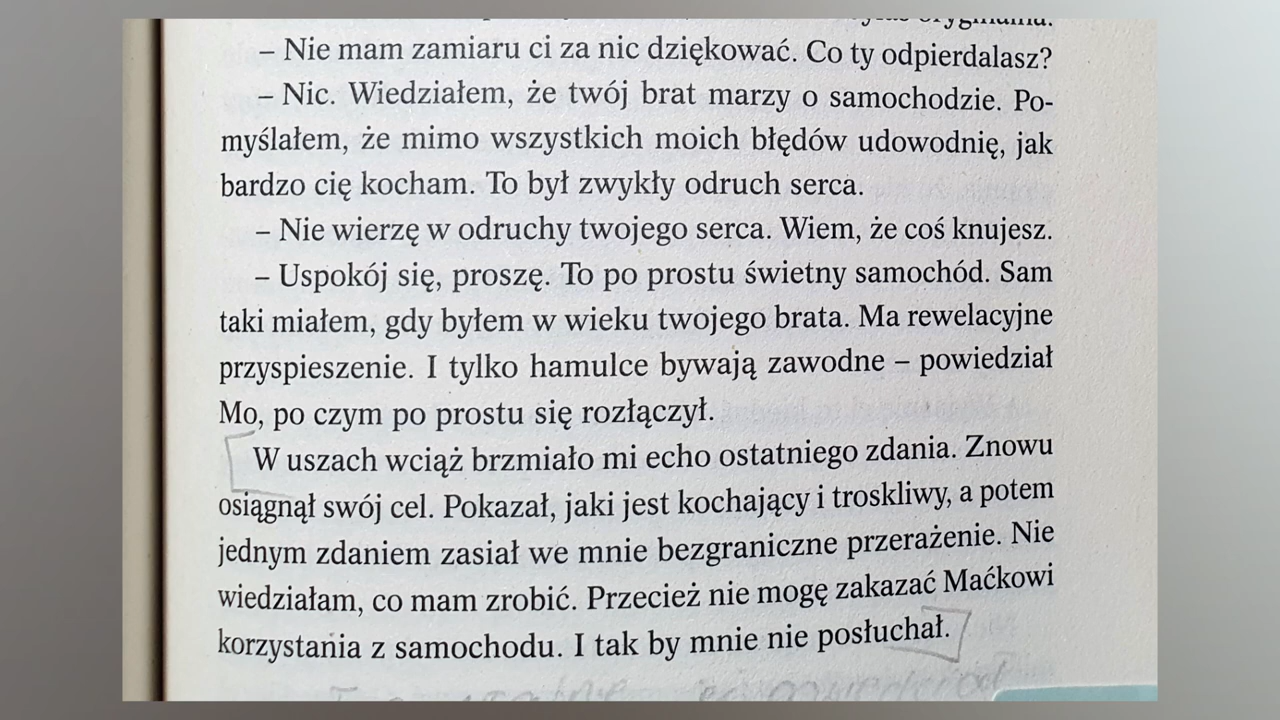 – Nie mam zamiaru ci za nic dziękować. Co ty odpierdalasz?
– Nic. Wiedziałem, że twój brat marzy o samochodzie. Po-
myślałem, że mimo wszystkich moich błędów udowodnię, jak
bardzo cię kocham. To był zwykły odruch serca.
– Nie wierzę w odruchy twojego serca. Wiem, że coś knujesz.
– Uspokój się, proszę. To po prostu świetny samochód. Sam
taki miałem, gdy byłem w wieku twojego brata. Ma rewelacyjne
przyspieszenie. I tylko hamulce bywają zawodne – powiedział
Mo, po czym po prostu się rozłączył.
W uszach wciąż brzmiało mi echo ostatniego zdania. Znowu
osiągnął swój cel. Pokazał, jaki jest kochający i troskliwy, a potem
jednym zdaniem zasiał we mnie bezgraniczne przerażenie. Nie
wiedziałam, co mam zrobić. Przecież nie mogę zakazać Maćkowi
korzystania z samochodu. I tak by mnie nie posłuchał.